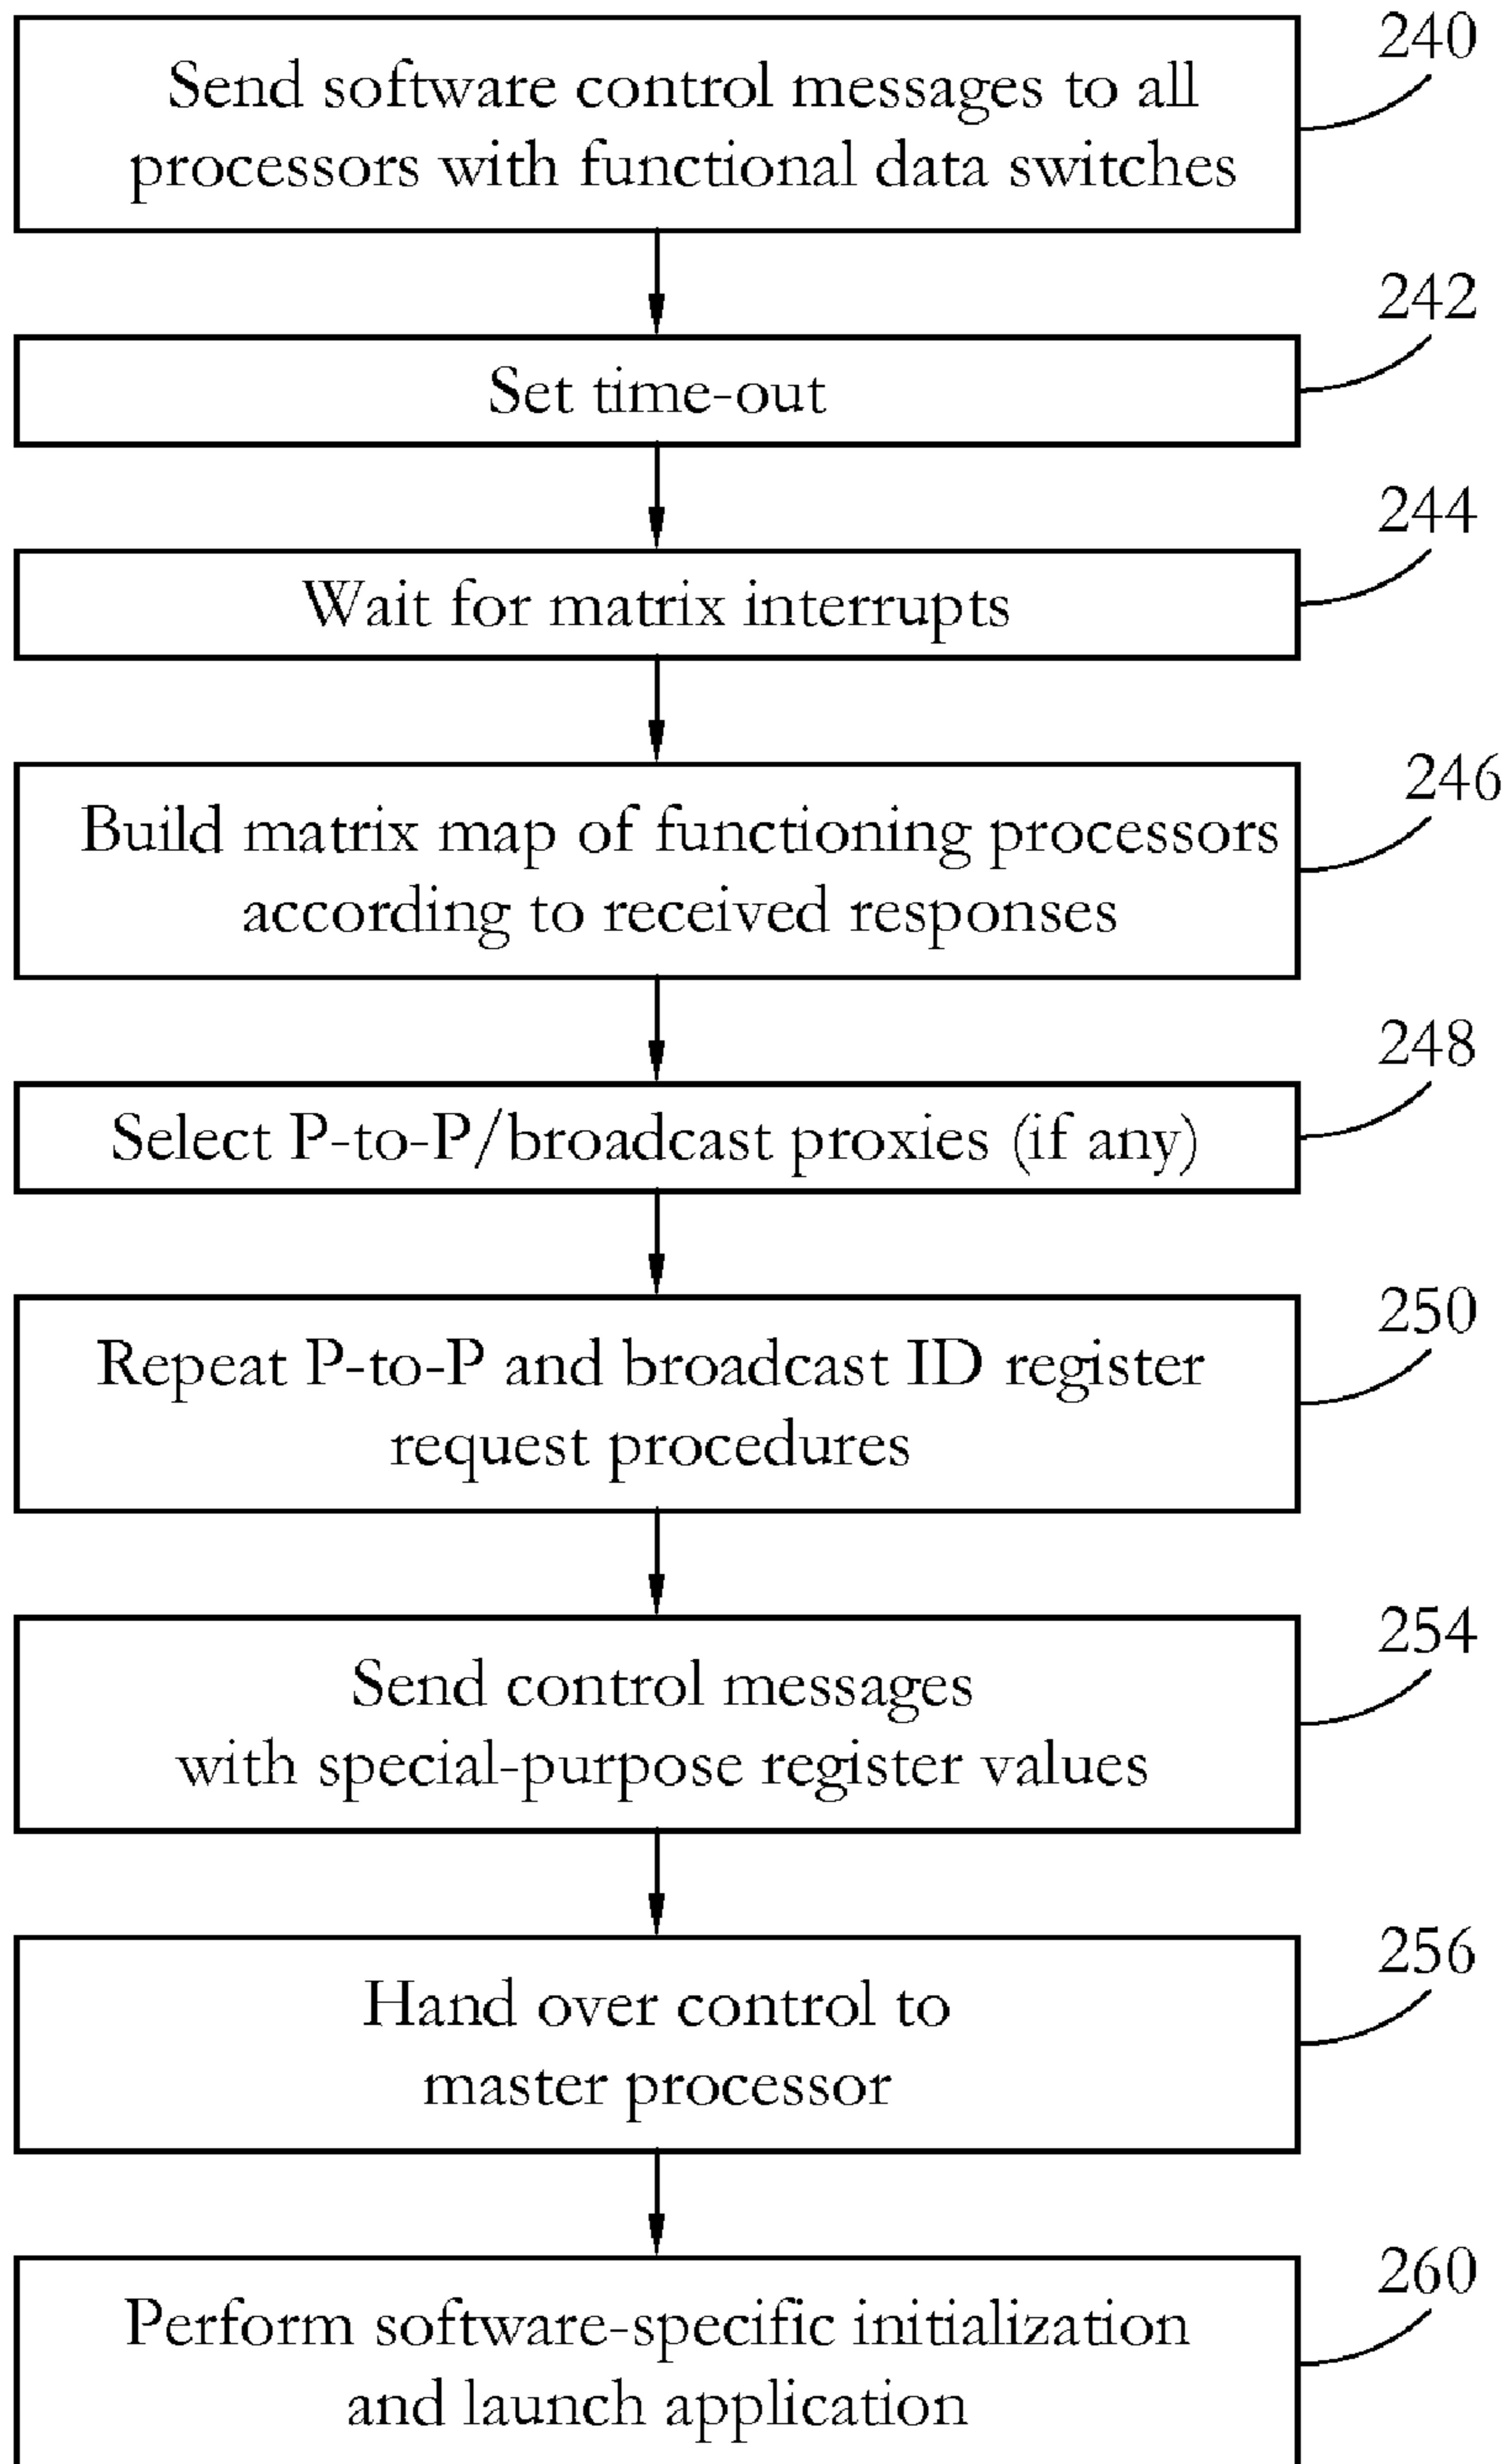 240
Send software control messages to all
processors with functional data switches
242
Set time-out
244
Wait for matrix interrupts
246
Build matrix map of functioning processors
according to received responses
248
Select P-to-P/broadcast proxies (if any)
250
Repeat P-to-P and broadcast ID register
request procedures
254
Send control messages
with special-purpose register values
256
Hand over control to
master processor
260
Perform software-specific initialization
and launch application